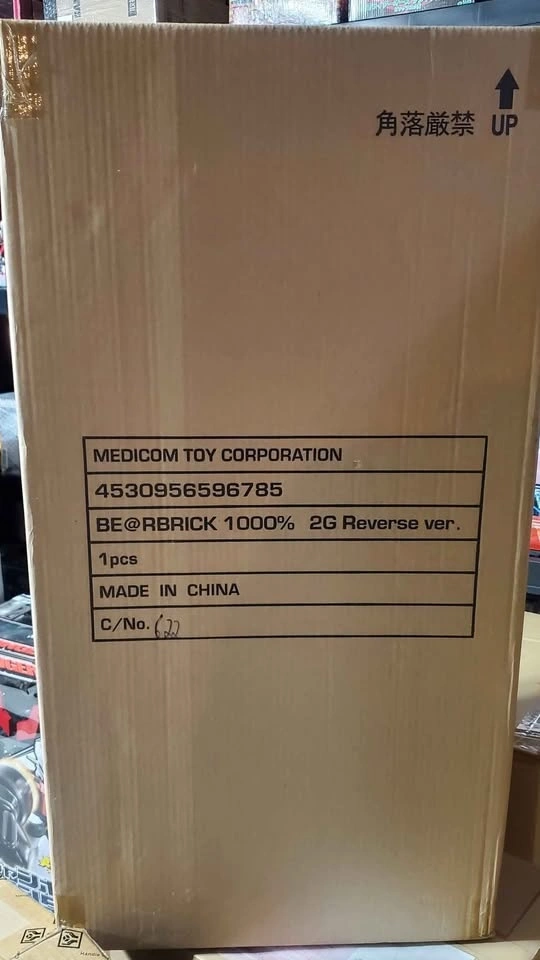 角落厳禁 UP
MEDICOM TOY CORPORATION
4530956596785
BE@RBRICK 1000% 2G Reverse ver.
1pcs
MADE IN CHINA
C/No. 622